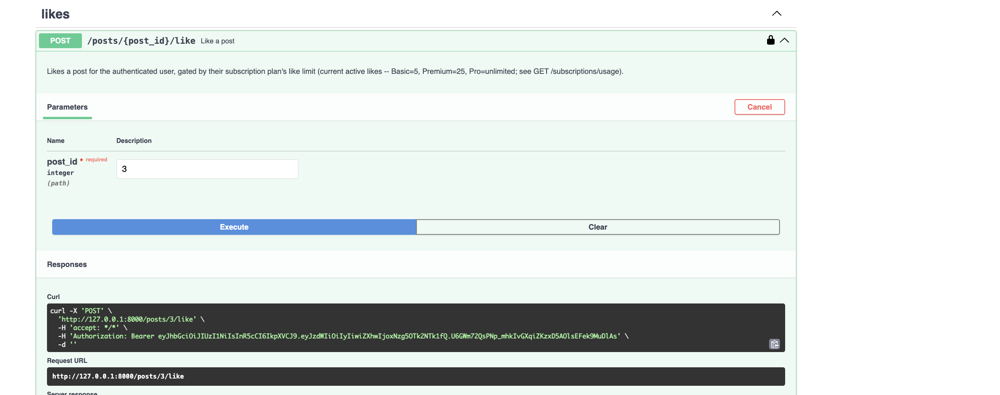 likes
POST /posts/{post_id}/like Like a post
Likes a post for the authenticated user, gated by their subscription plan's like limit (current active likes -- Basic=5, Premium=25, Pro=unlimited; see GET /subscriptions/usage).
Parameters
Cancel
Name Description
post_id * required
integer
(path)
3
Execute
Clear
Responses
Curl
curl -X 'POST' \
'http://127.0.0.1:8000/posts/3/like' \
-H 'accept: */*' \
-H 'Authorization: Bearer eyJhbGciOiJIUzI1NiIsInR5cCI6IkpXVCJ9.eyJzdWIiOiIyIiwiZXhwIjoxNzg5OTk2NTk1fQ.U6GWm72QsPNp_mhkIvGXqiZKzxD5AOlsEFek9MuDlAs' \
-d ''
Request URL
http://127.0.0.1:8000/posts/3/like
Server response